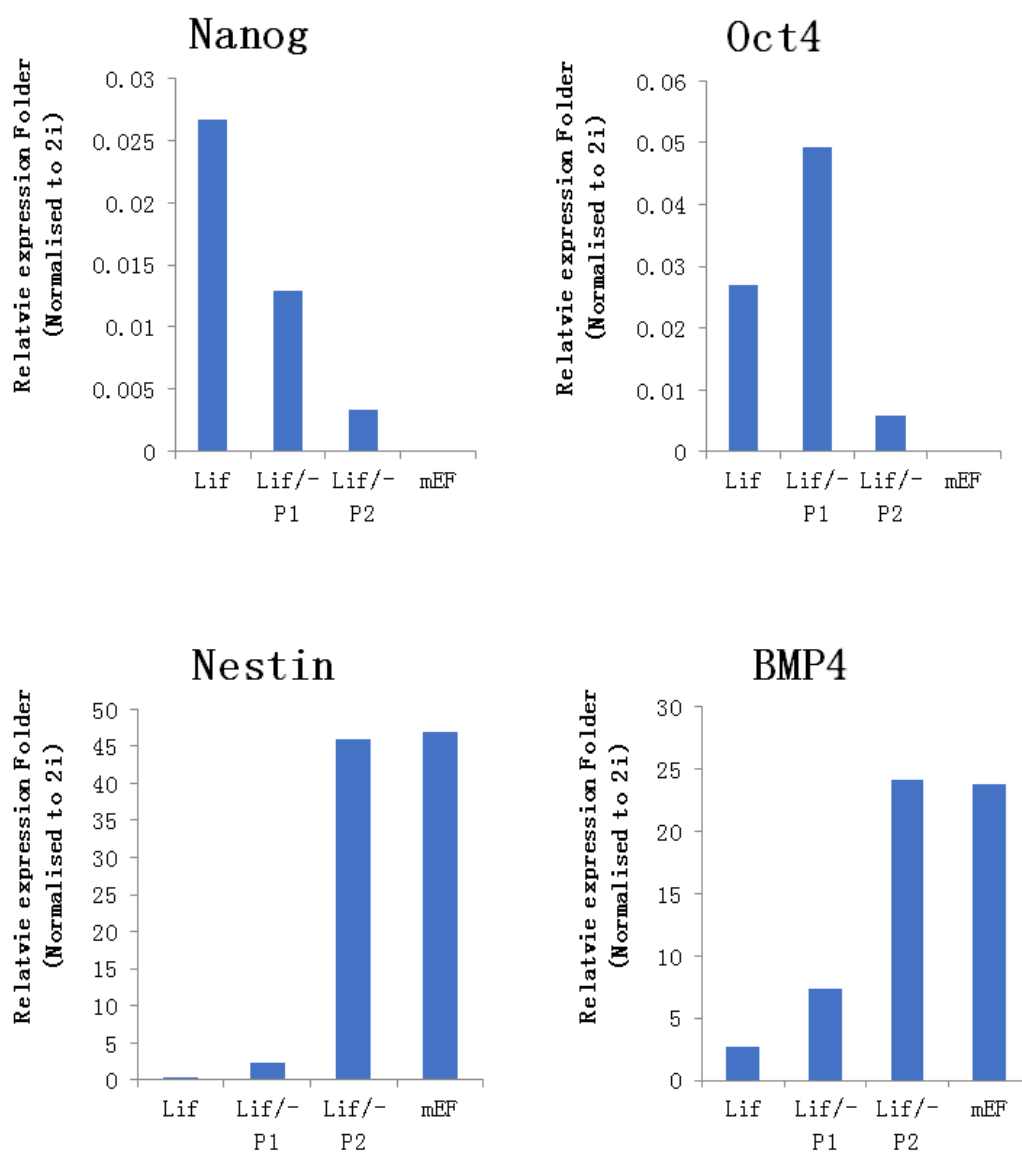 Nanog
Relatvie expression Folder
(Normalised to 2i)
0.03
0.025
0.02
0.015
0.01
0.005
0
Lif Lif/- Lif/- mEF
P1 P2
Oct4
Relatvie expression Folder
(Normalised to 2i)
0.06
0.05
0.04
0.03
0.02
0.01
0
Lif Lif/- Lif/- mEF
P1 P2
Nestin
Relatvie expression Folder
(Normalised to 2i)
50
45
40
35
30
25
20
15
10
5
0
Lif Lif/- Lif/- mEF
P1 P2
BMP4
Relatvie expression Folder
(Normalised to 2i)
30
25
20
15
10
5
0
Lif Lif/- Lif/- mEF
P1 P2